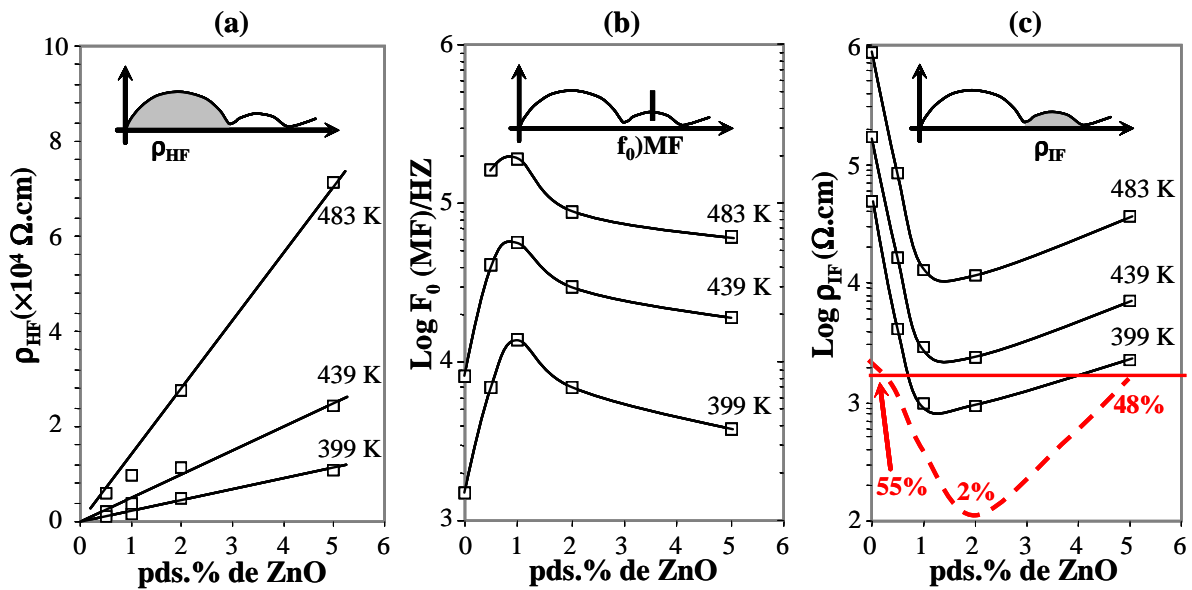 (a)
10
8
6
4
2
0
0
1
2
3
4
5
6
ρHF(×10⁴ Ω.cm)
pds.% de ZnO
ρHF
483 K
439 K
399 K
(b)
6
5
4
3
0
1
2
3
4
5
6
Log F₀ (MF)/HZ
pds.% de ZnO
f₀)MF
483 K
439 K
399 K
(c)
6
5
4
3
2
0
1
2
3
4
5
6
Log ρIF (Ω.cm)
pds.% de ZnO
ρIF
483 K
439 K
399 K
55%
2%
48%